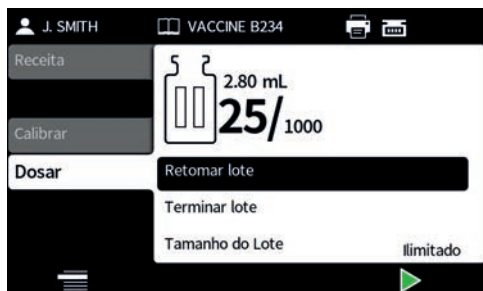 J. SMITH
VACCINE B234
Receita
Calibrar
Dosar
2.80 mL
25/1000
Retomar lote
Terminar lote
Tamanho do Lote Ilimitado